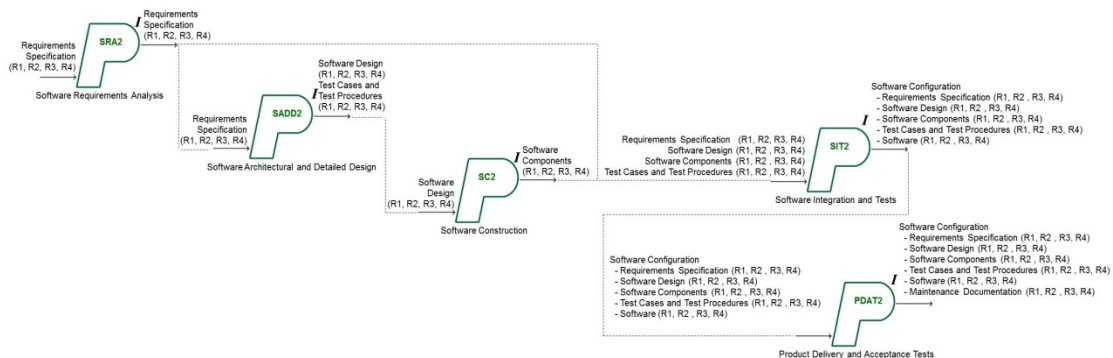 Requirements
Specification
(R1, R2, R3, R4)
SRA2
I
Requirements
Specification
(R1, R2, R3, R4)
Software Requirements Analysis
Requirements
Specification
(R1, R2, R3, R4)
SADD2
I
Software Design
(R1, R2, R3, R4)
Test Cases and
Test Procedures
(R1, R2, R3, R4)
Software Architectural and Detailed Design
Software
Design
(R1, R2, R3, R4)
SC2
I
Software
Components
(R1, R2, R3, R4)
Software Construction
Requirements Specification (R1, R2 , R3, R4)
Software Design (R1, R2 , R3, R4)
Software Components (R1, R2 , R3, R4)
Test Cases and Test Procedures (R1, R2 , R3, R4)
SIT2
I
Software Configuration
- Requirements Specification (R1, R2 , R3, R4)
- Software Design (R1, R2 , R3, R4)
- Software Components (R1, R2 , R3, R4)
- Test Cases and Test Procedures (R1, R2 , R3, R4)
- Software (R1, R2 , R3, R4)
Software Integration and Tests
Software Configuration
- Requirements Specification (R1, R2 , R3, R4)
- Software Design (R1, R2 , R3, R4)
- Software Components (R1, R2 , R3, R4)
- Test Cases and Test Procedures (R1, R2 , R3, R4)
- Software (R1, R2 , R3, R4)
PDAT2
I
Software Configuration
- Requirements Specification (R1, R2 , R3, R4)
- Software Design (R1, R2 , R3, R4)
- Software Components (R1, R2 , R3, R4)
- Test Cases and Test Procedures (R1, R2 , R3, R4)
- Software (R1, R2 , R3, R4)
- Maintenance Documentation (R1, R2 , R3, R4)
Product Delivery and Acceptance Tests